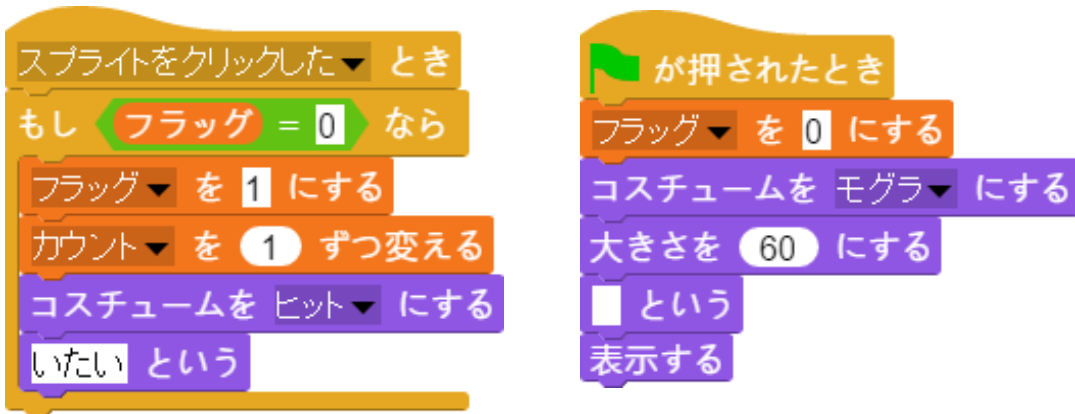 スプライトをクリックした とき
もし フラッグ = 0 なら
フラッグ を 1 にする
カウント を 1 ずつ変える
コスチュームを ヒット にする
いたい という
が押されたとき
フラッグ を 0 にする
コスチュームを モグラ にする
大きさを 60 にする
という
表示する